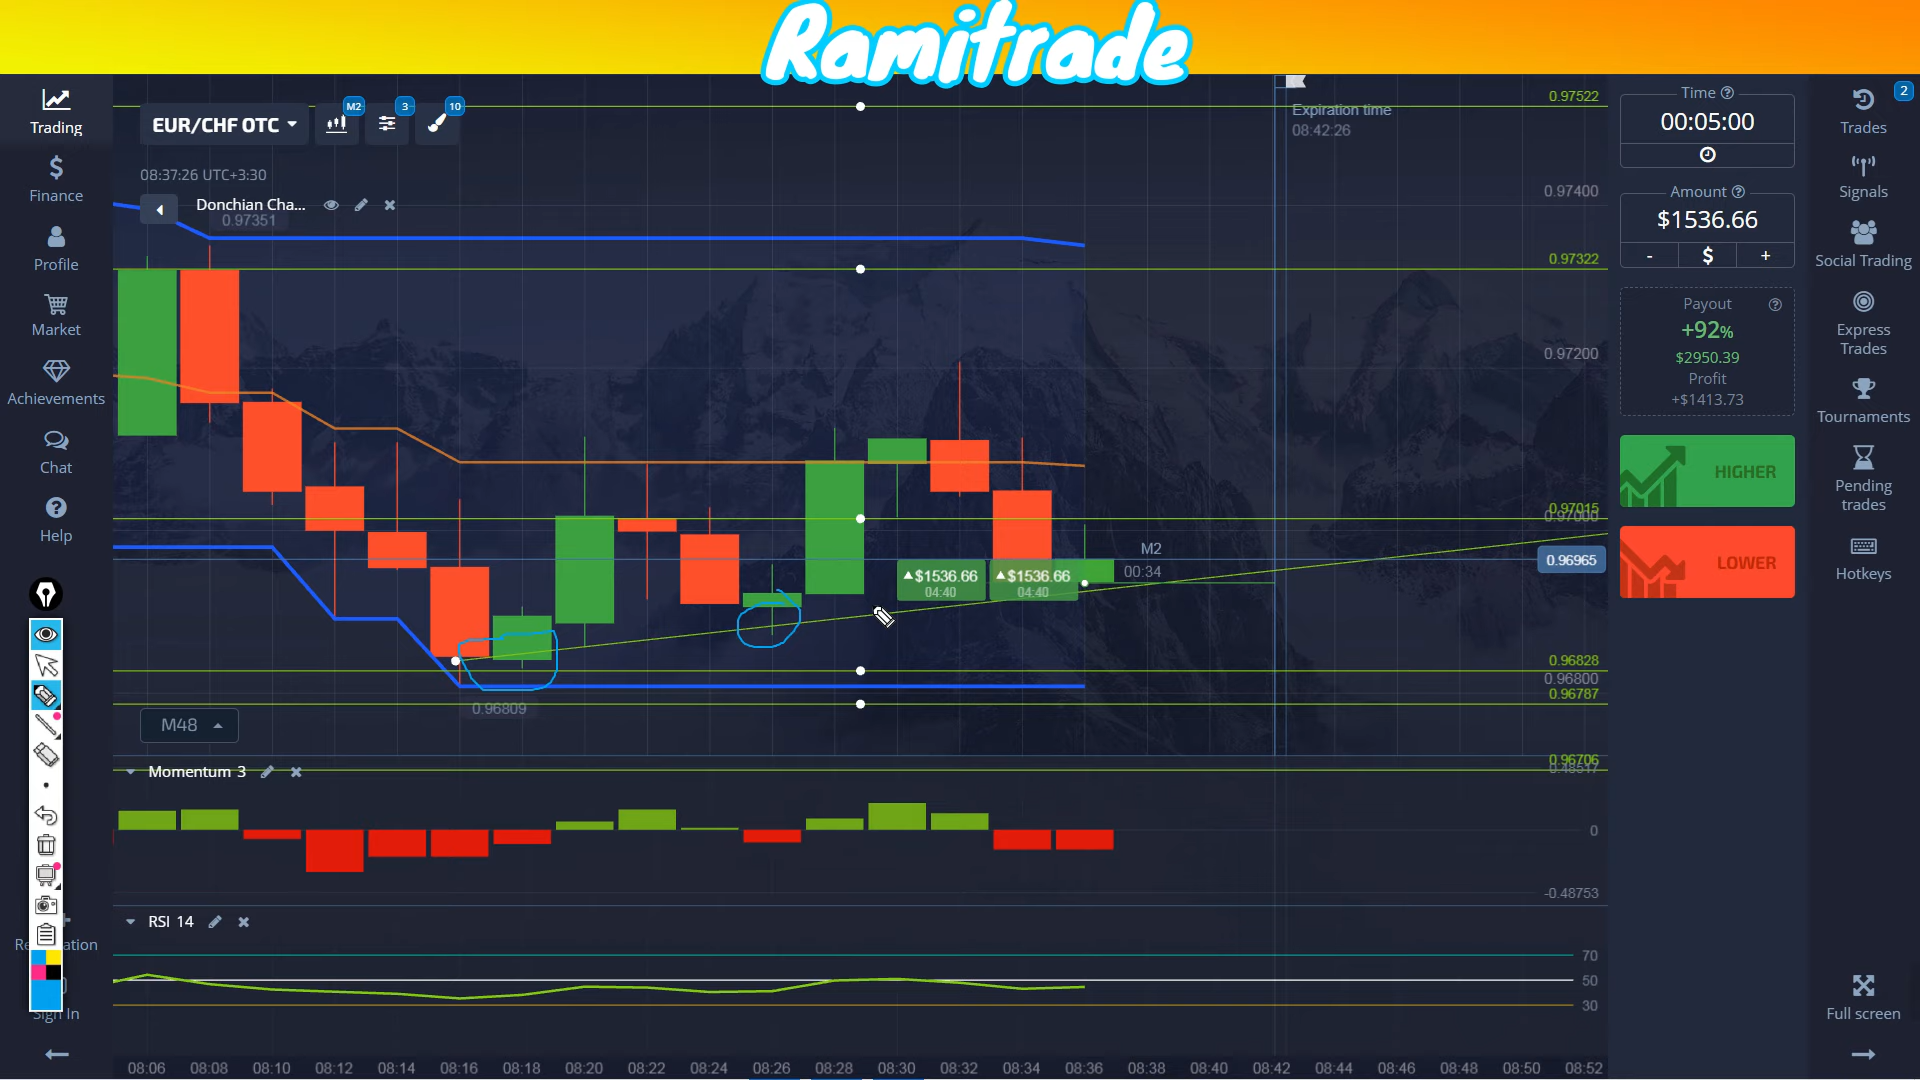 Ramitrade
Trading
Finance
Profile
Market
Achievements
Chat
Help
Sign In
EUR/CHF OTC
M2
3
10
08:37:26 UTC+3:30
Donchian Cha...
0.97351
Expiration time
08:42:26
0.97522
0.97400
0.97322
0.97200
0.97015
0.97000
0.96965
0.96828
0.96800
0.96787
0.96706
M2
00:34
▲$1536.66
04:40
▲$1536.66
04:40
0.96809
M48
Momentum 3
0
-0.48753
RSI 14
70
50
30
08:06 08:08 08:10 08:12 08:14 08:16 08:18 08:20 08:22 08:24 08:26 08:28 08:30 08:32 08:34 08:36 08:38 08:40 08:42 08:44 08:46 08:48 08:50 08:52
Time
00:05:00
Amount
$1536.66
- $ +
Payout
+92%
$2950.39
Profit
+$1413.73
HIGHER
LOWER
2
Trades
Signals
Social Trading
Express
Trades
Tournaments
Pending
trades
Hotkeys
Full screen